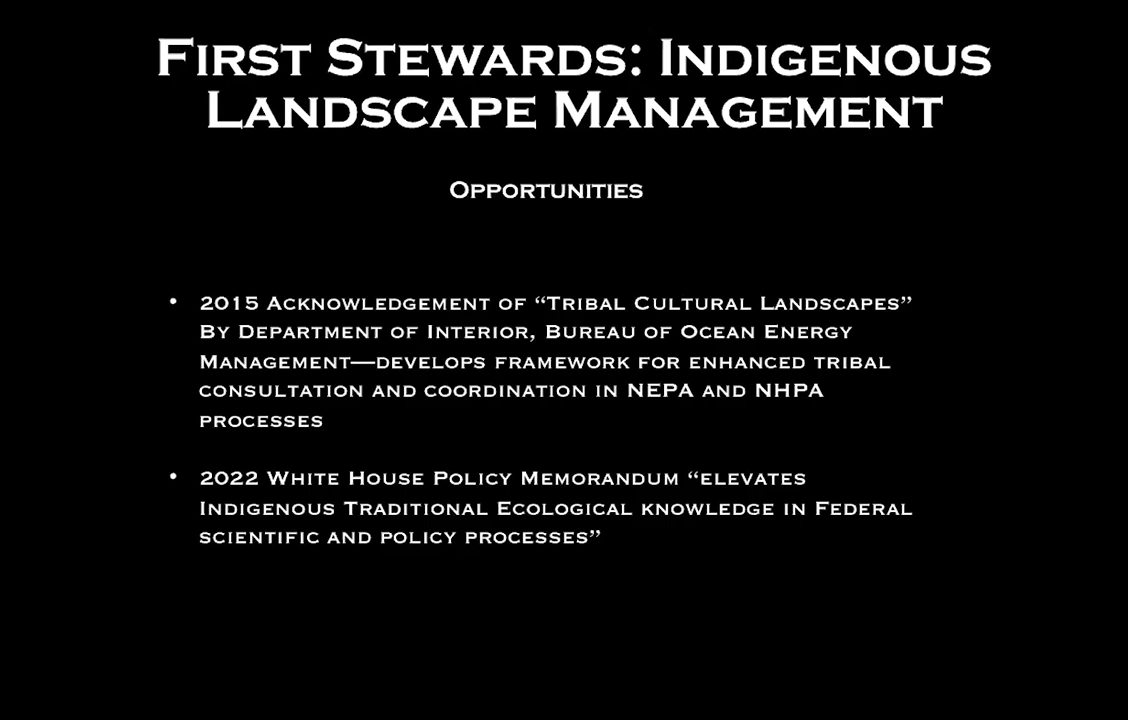 First Stewards: Indigenous
Landscape Management
Opportunities
• 2015 Acknowledgement of “Tribal Cultural Landscapes”
By Department of Interior, Bureau of Ocean Energy
Management—develops framework for enhanced tribal
consultation and coordination in NEPA and NHPA
processes
• 2022 White House Policy Memorandum “elevates
Indigenous Traditional Ecological knowledge in Federal
scientific and policy processes”